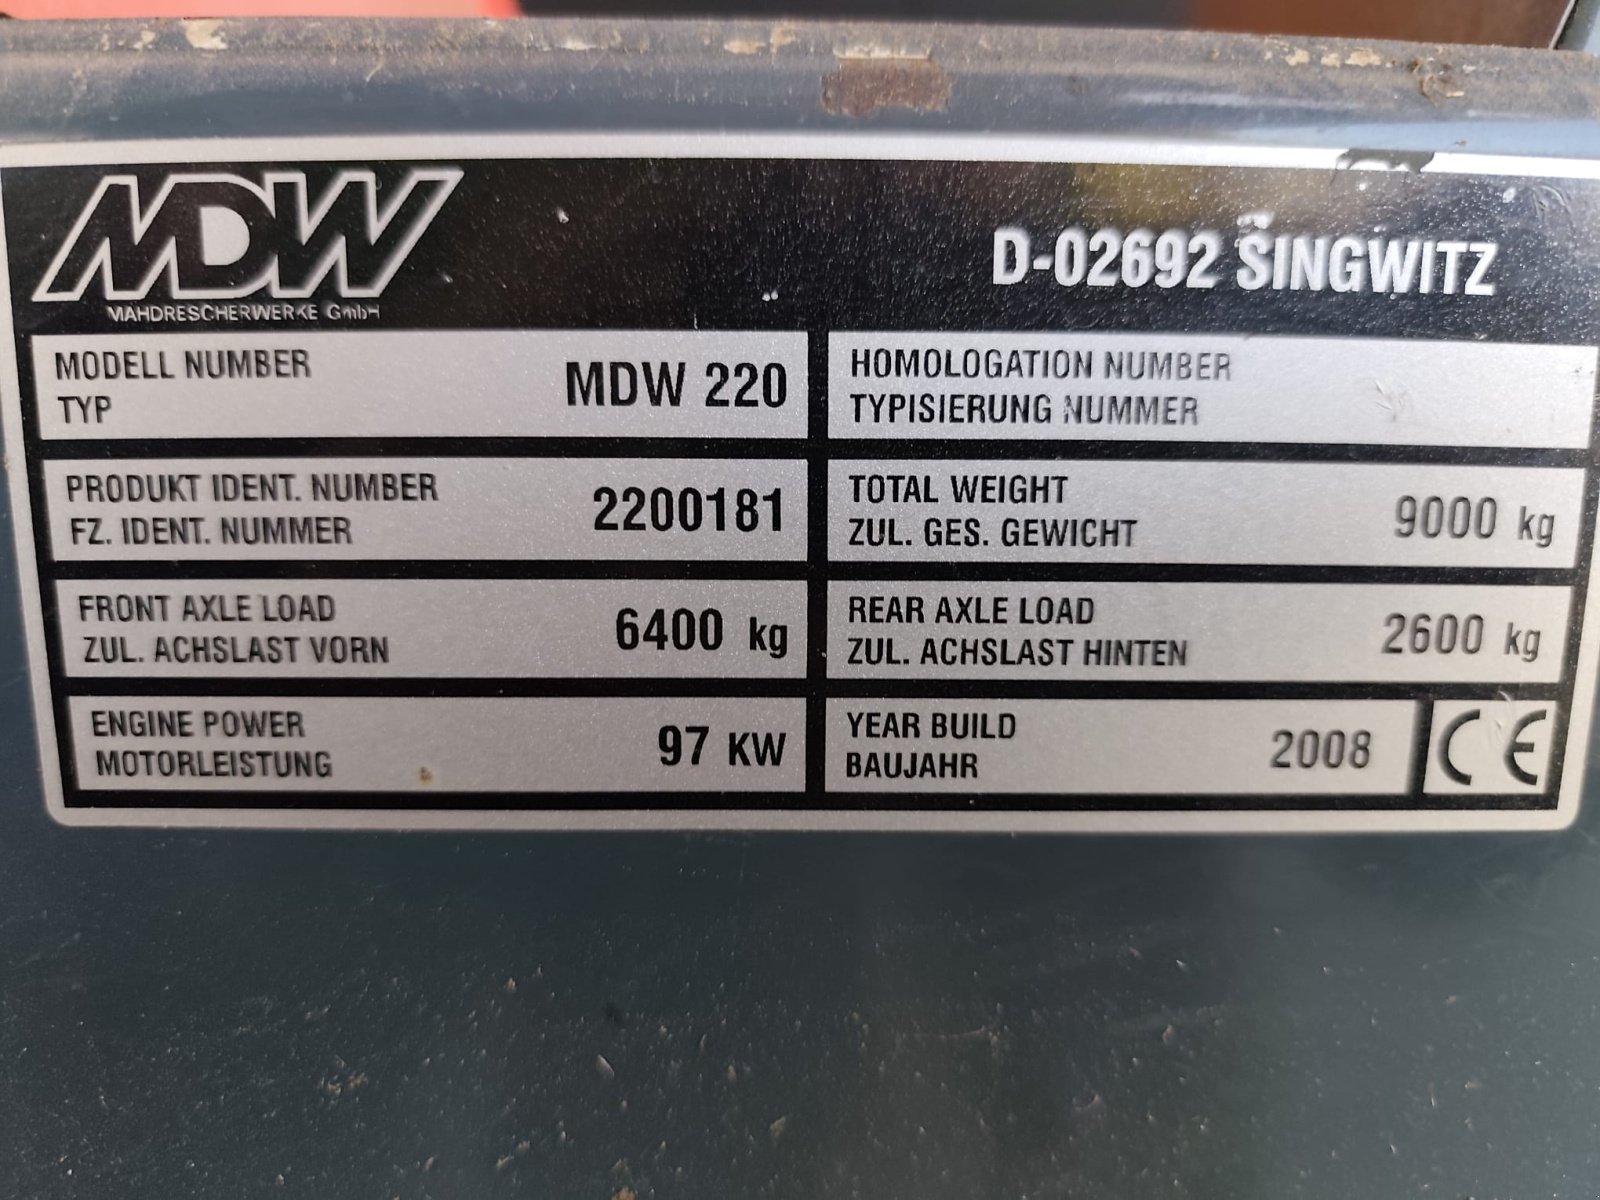 MDW
MÄHDRESCHERWERKE GmbH
D-02692 SINGWITZ
MODELL NUMBER
TYP
MDW 220
HOMOLOGATION NUMBER
TYPISIERUNG NUMMER
PRODUKT IDENT. NUMBER
FZ. IDENT. NUMMER
2200181
TOTAL WEIGHT
ZUL. GES. GEWICHT
9000 kg
FRONT AXLE LOAD
ZUL. ACHSLAST VORN
6400 kg
REAR AXLE LOAD
ZUL. ACHSLAST HINTEN
2600 kg
ENGINE POWER
MOTORLEISTUNG
97 KW
YEAR BUILD
BAUJAHR
2008
CE